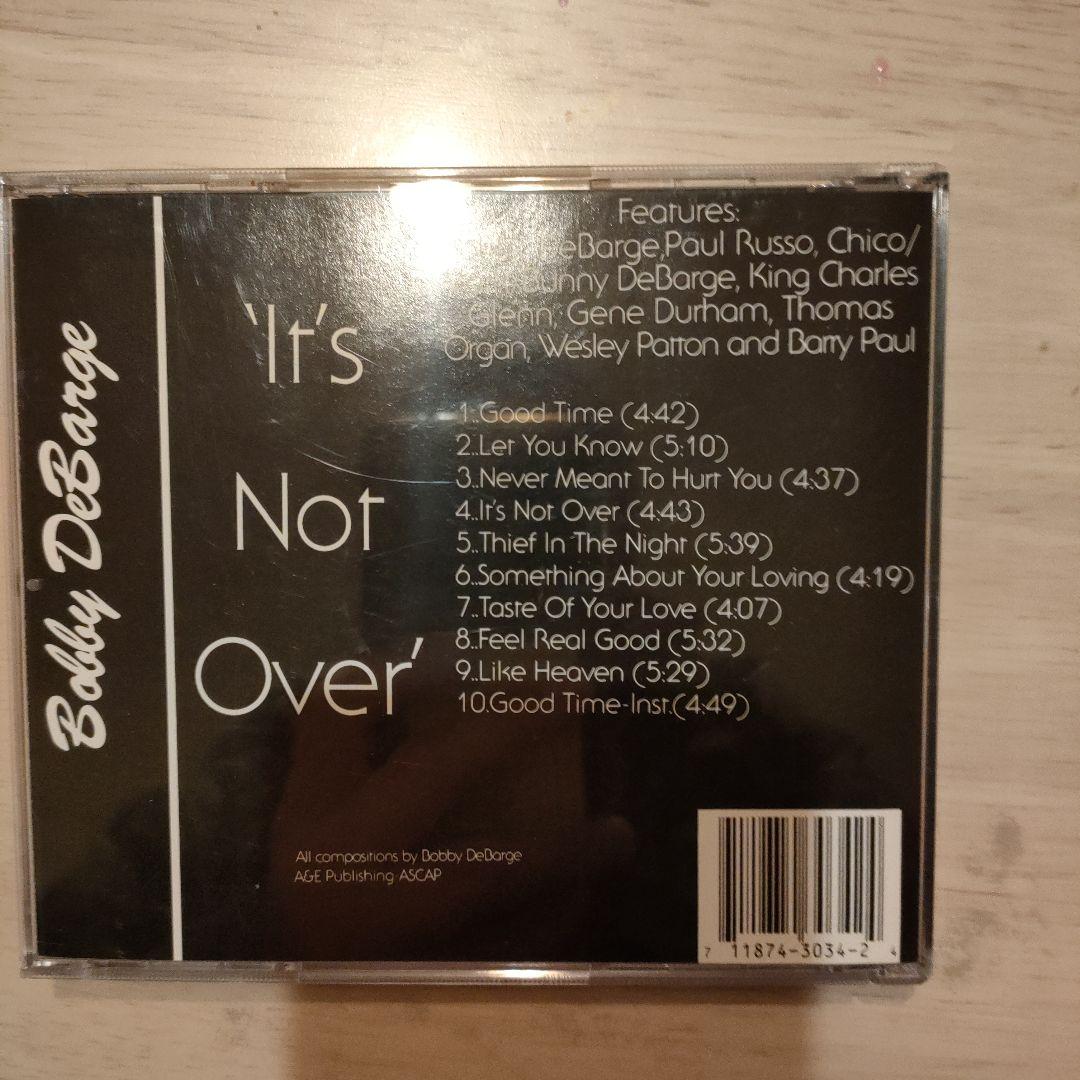 Bobby DeBarge
'It's
Not
Over'
Features:
DeBarge,Paul Russo, Chico/
Bunny DeBarge, King Charles
Glenn, Gene Durham, Thomas
Organ, Wesley Patton and Barry Paul
1..Good Time (4:42)
2..Let You Know (5:10)
3..Never Meant To Hurt You (4:37)
4..It's Not Over (4:43)
5..Thief In The Night (5:39)
6..Something About Your Loving (4:19)
7..Taste Of Your Love (4:07)
8..Feel Real Good (5:32)
9..Like Heaven (5:29)
10.Good Time-Inst.(4:49)
All compositions by Bobby DeBarge
A&E Publishing ASCAP
7 11874-3034-2 4